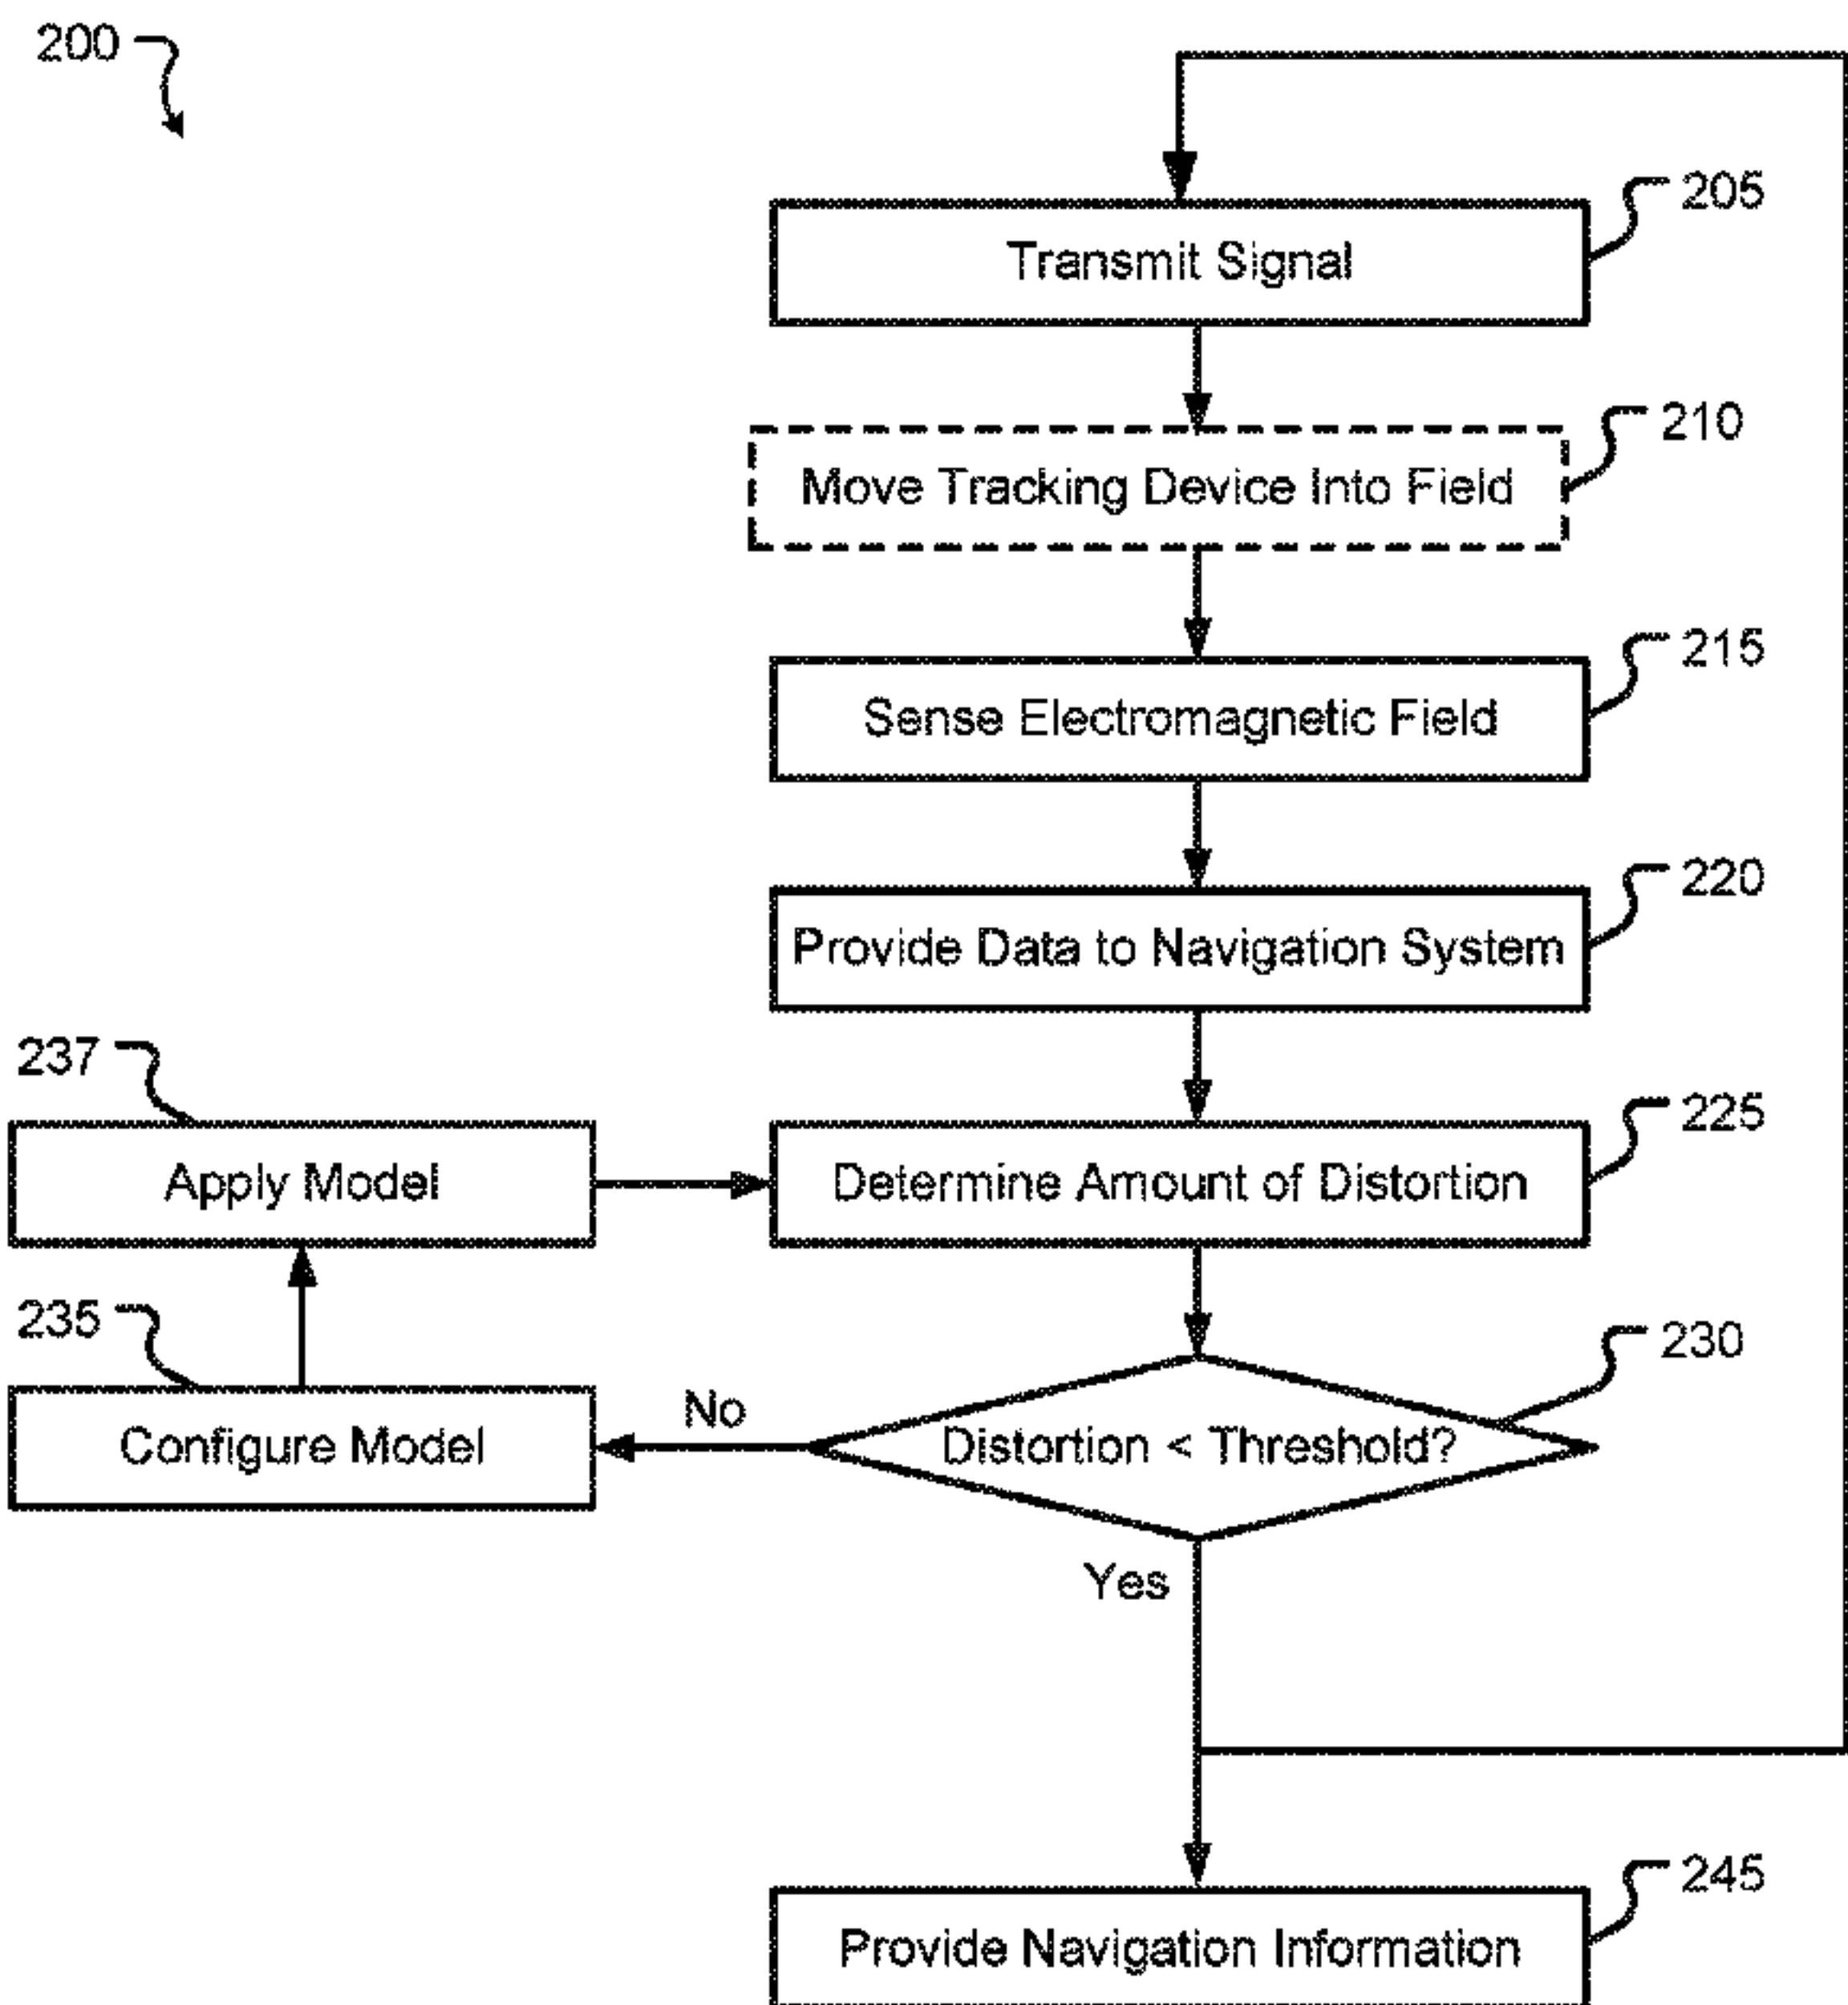 200
Transmit Signal
205
Move Tracking Device Into Field
210
Sense Electromagnetic Field
215
Provide Data to Navigation System
220
237
Apply Model
Determine Amount of Distortion
225
235
Configure Model
No
Distortion < Threshold?
230
Yes
Provide Navigation Information
245